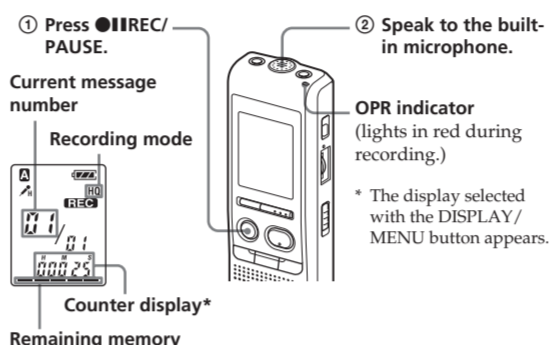 ① Press ●❚❚REC/
PAUSE.
② Speak to the built-
in microphone.
Current message
number
Recording mode
OPR indicator
(lights in red during
recording.)
* The display selected
with the DISPLAY/
MENU button appears.
A
H
HQ
REC
01
/01
H M S
00025
Counter display*
Remaining memory